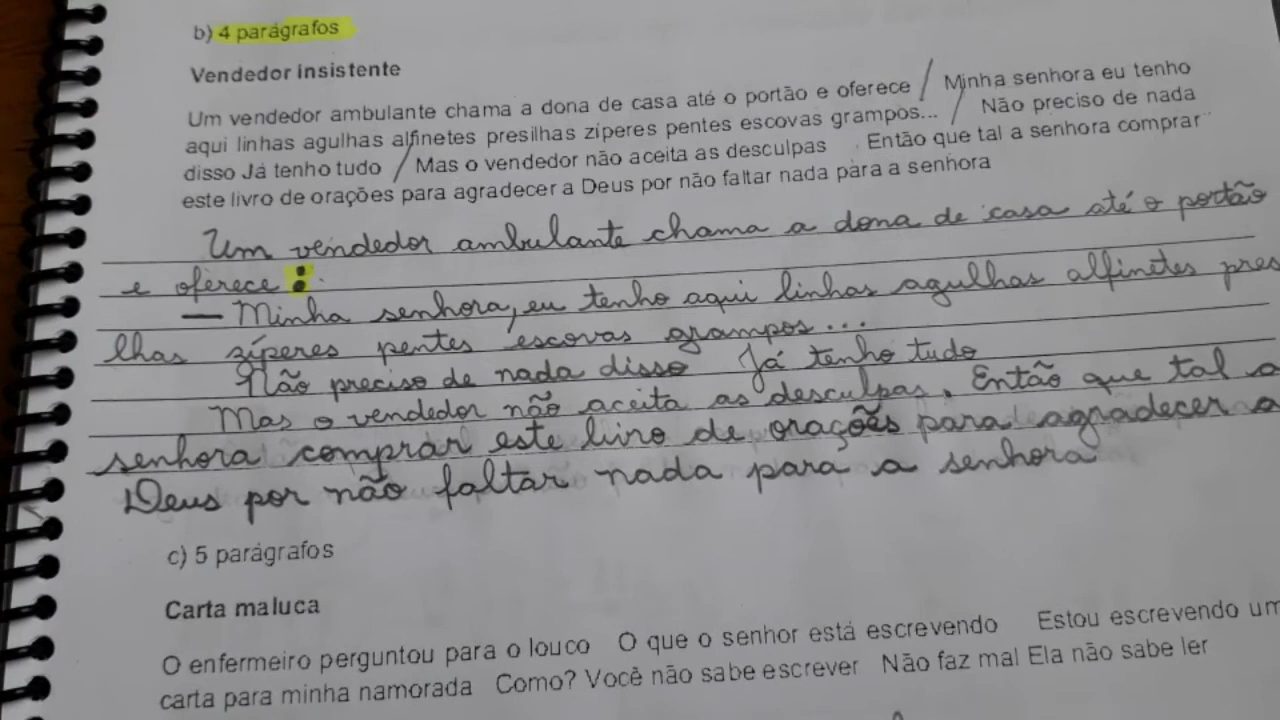 b) 4 parágrafos
Vendedor insistente
Um vendedor ambulante chama a dona de casa até o portão e oferece / Minha senhora eu tenho
aqui linhas agulhas alfinetes presilhas zíperes pentes escovas grampos... / Não preciso de nada
disso Já tenho tudo / Mas o vendedor não aceita as desculpas Então que tal a senhora comprar
este livro de orações para agradecer a Deus por não faltar nada para a senhora
Um vendedor ambulante chama a dona de casa até o portão
e oferece :
— Minha senhora, eu tenho aqui linhas agulhas alfinetes pres
lhas zíperes pentes escovas grampos...
Não preciso de nada disso Já tenho tudo
Mas o vendedor não aceita as desculpas. Então que tal a
senhora comprar este livro de orações para agradecer a
Deus por não faltar nada para a senhora
c) 5 parágrafos
Carta maluca
O enfermeiro perguntou para o louco O que o senhor está escrevendo Estou escrevendo um
carta para minha namorada Como? Você não sabe escrever Não faz mal Ela não sabe ler